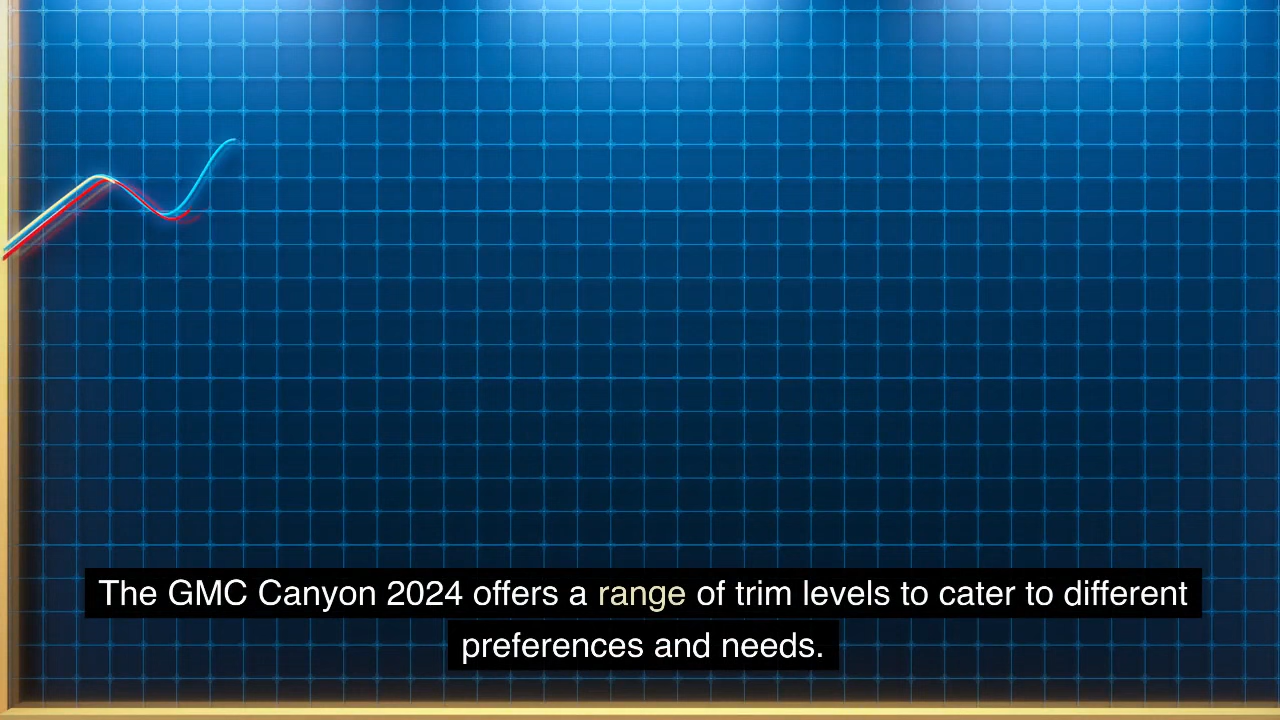 The GMC Canyon 2024 offers a range of trim levels to cater to different
preferences and needs.